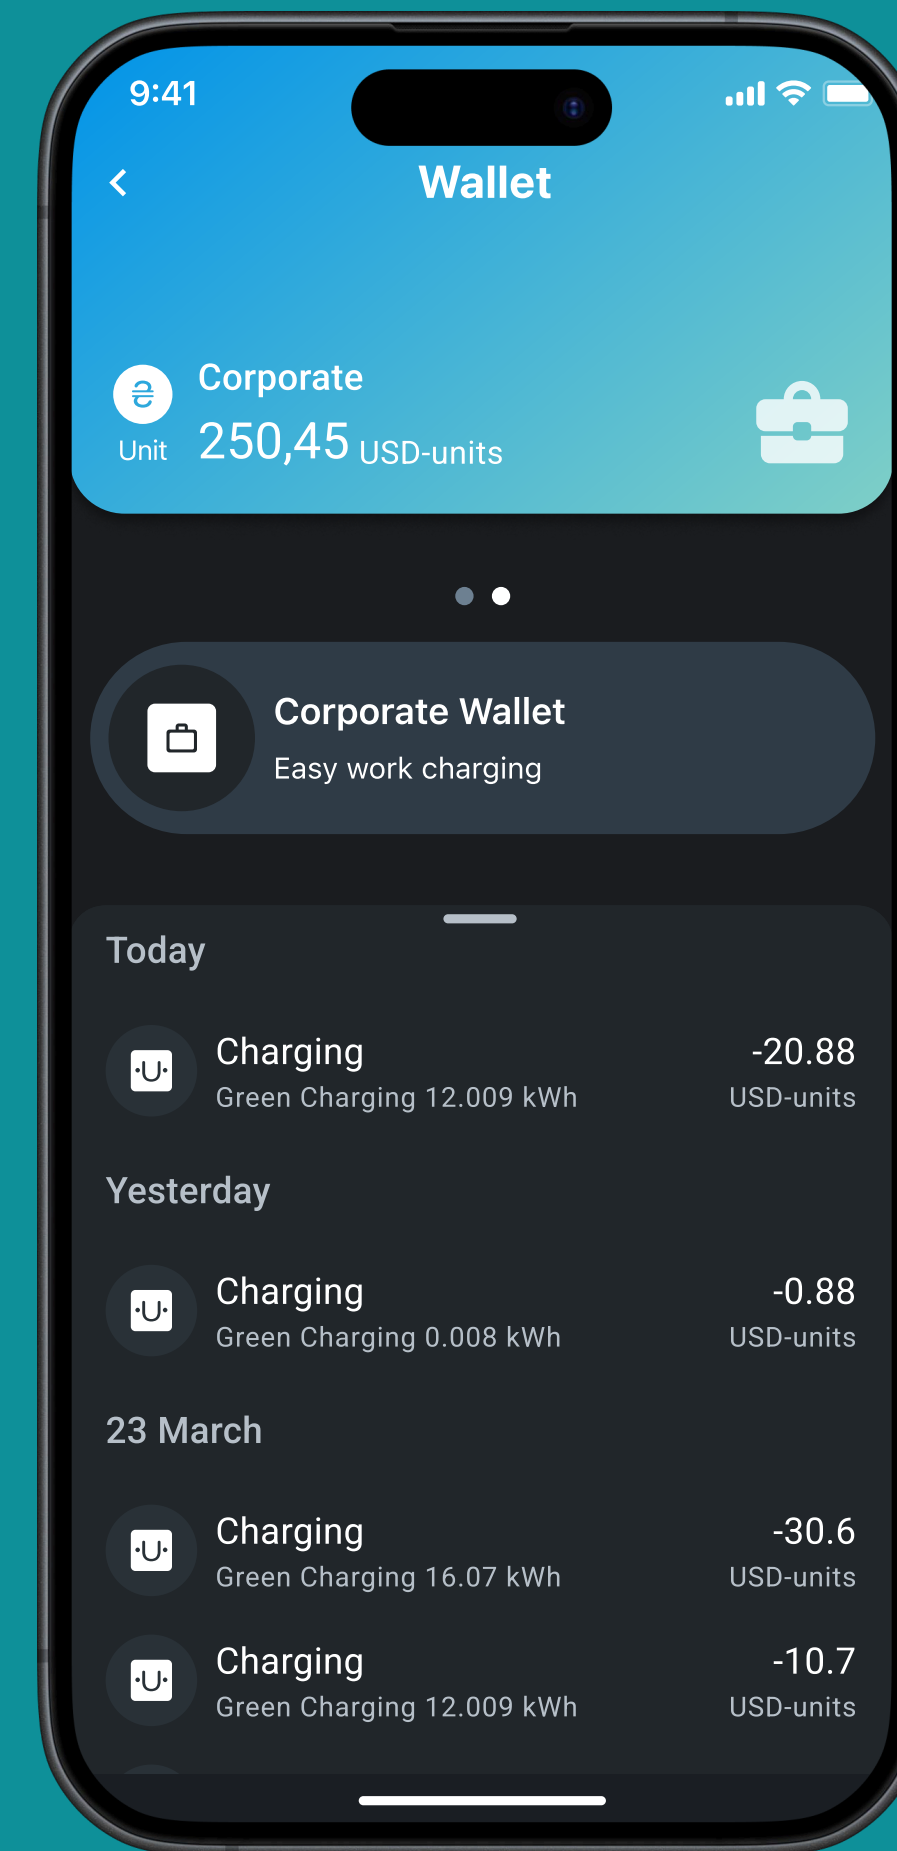 9:41
Wallet
Corporate
250,45 USD-units
Unit
Corporate Wallet
Easy work charging
Today
Charging
-20.88
Green Charging 12.009 kWh
USD-units
Yesterday
Charging
-0.88
Green Charging 0.008 kWh
USD-units
23 March
Charging
-30.6
Green Charging 16.07 kWh
USD-units
Charging
-10.7
Green Charging 12.009 kWh
USD-units